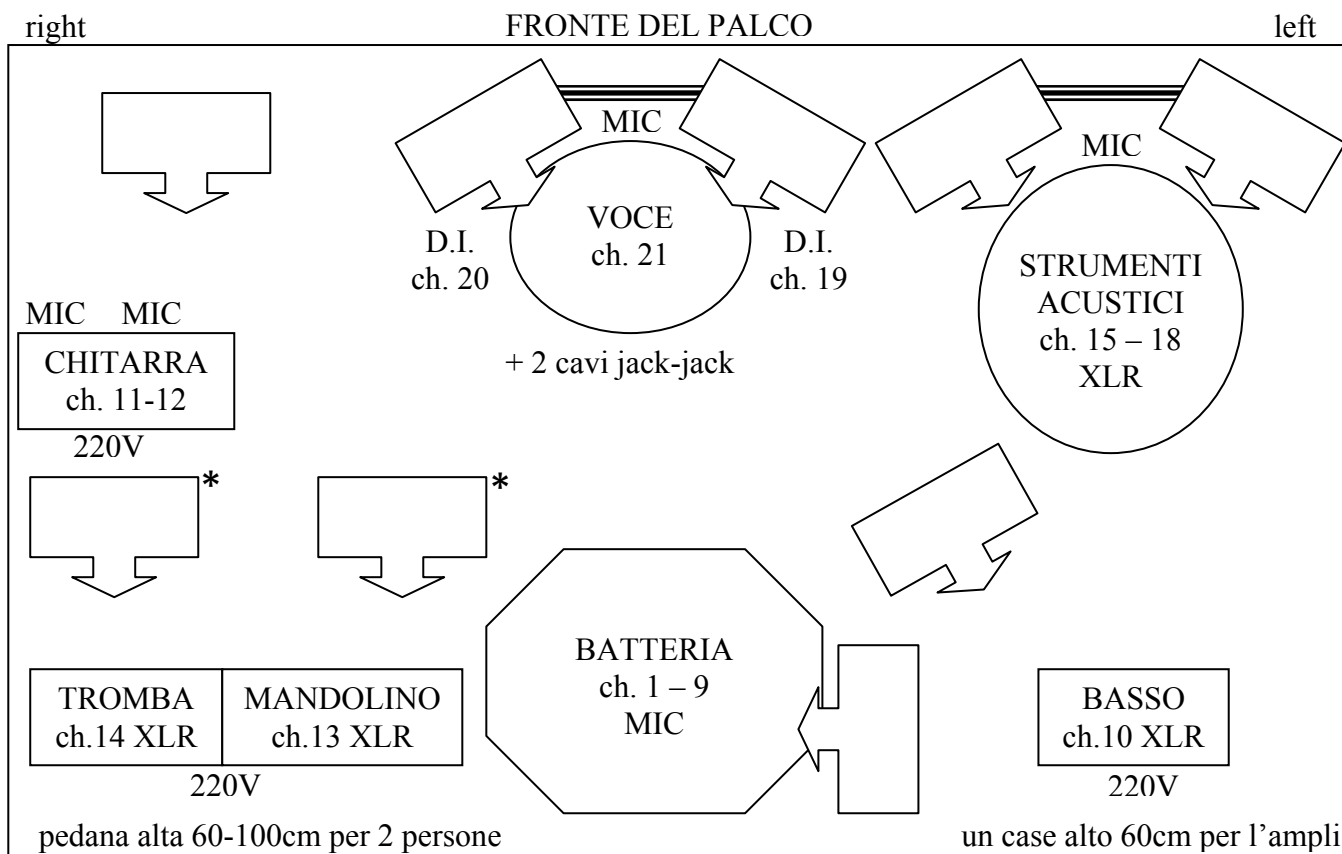 right FRONTE DEL PALCO left
MIC
MIC
VOCE
ch. 21
D.I.
ch. 20
D.I.
ch. 19
+ 2 cavi jack-jack
STRUMENTI
ACUSTICI
ch. 15 – 18
XLR
MIC MIC
CHITARRA
ch. 11-12
220V
*
*
TROMBA
ch.14 XLR
MANDOLINO
ch.13 XLR
220V
pedana alta 60-100cm per 2 persone
BATTERIA
ch. 1 – 9
MIC
BASSO
ch.10 XLR
220V
un case alto 60cm per l’ampli